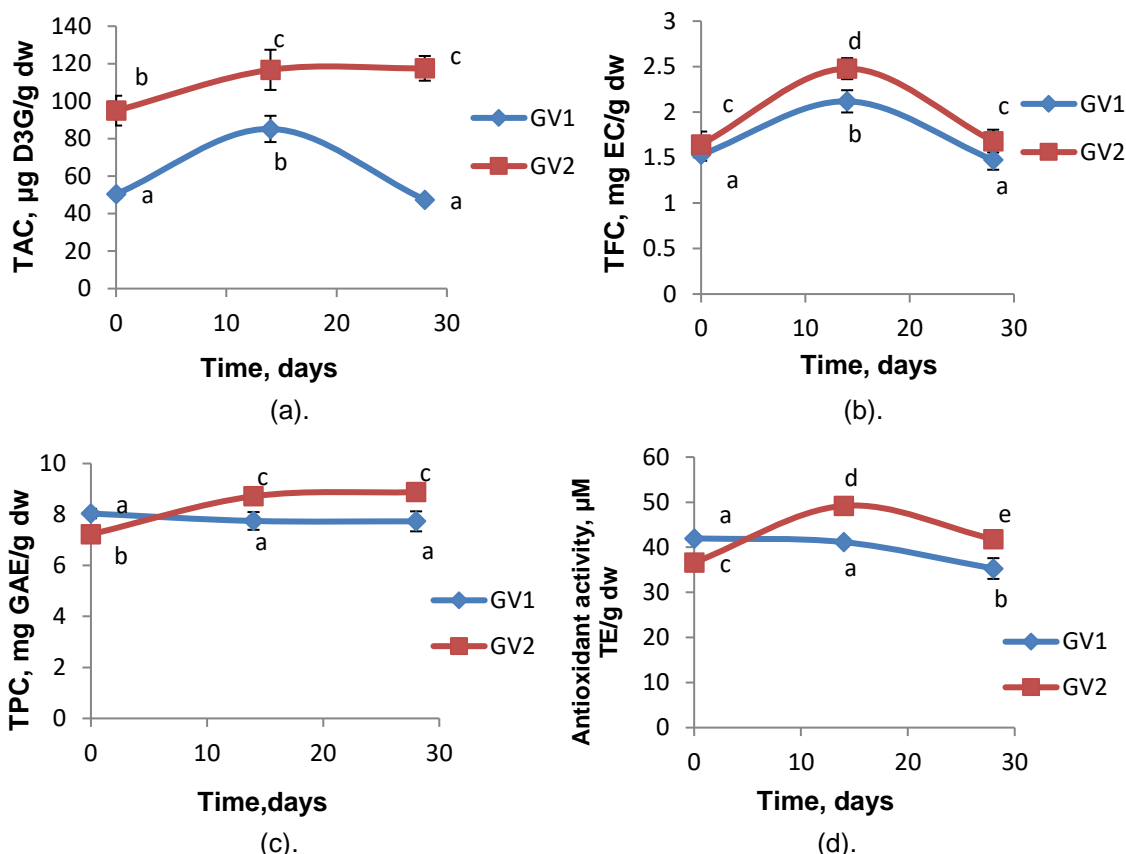 TAC, µg D3G/g dw
140
120
100
80
60
40
20
0
b
c
c
a
b
a
GV1
GV2
0 10 20 30
Time, days
(a).
TFC, mg EC/g dw
3
2.5
2
1.5
1
0.5
0
c
d
c
a
b
a
GV1
GV2
0 10 20 30
Time, days
(b).
TPC, mg GAE/g dw
10
8
6
4
2
0
a
c
c
b
a
a
GV1
GV2
0 10 20 30
Time,days
(c).
Antioxidant activity, µM
TE/g dw
60
50
40
30
20
10
0
a
d
e
c
a
b
GV1
GV2
0 10 20 30
Time, days
(d).